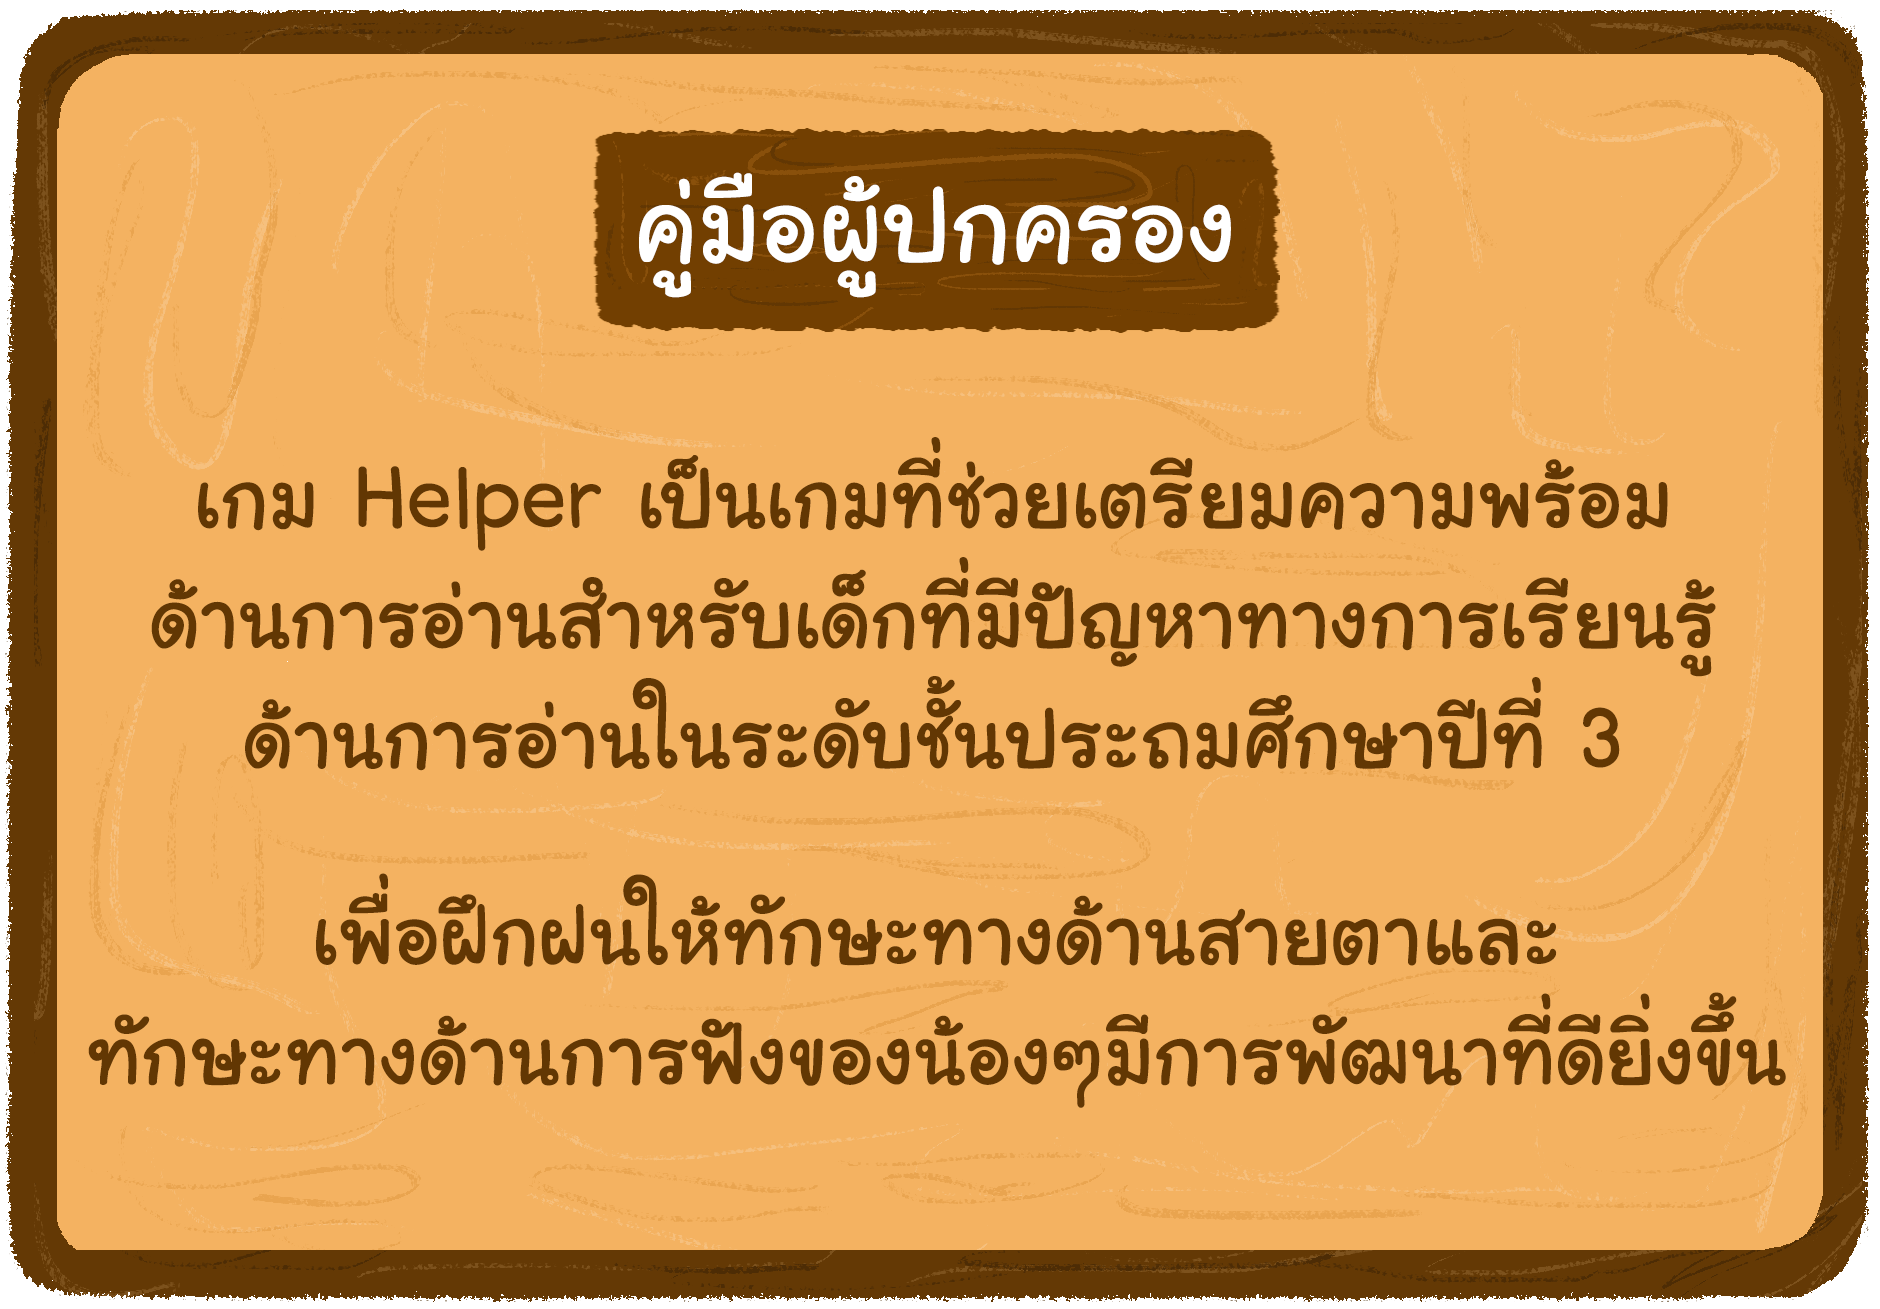 คู่มือผู้ปกครอง
เกม Helper เป็นเกมที่ช่วยเตรียมความพร้อม
ด้านการอ่านสำหรับเด็กที่มีปัญหาทางการเรียนรู้
ด้านการอ่านในระดับชั้นประถมศึกษาปีที่ 3
เพื่อฝึกฝนให้ทักษะทางด้านสายตาและ
ทักษะทางด้านการฟังของน้องๆมีการพัฒนาที่ดียิ่งขึ้น